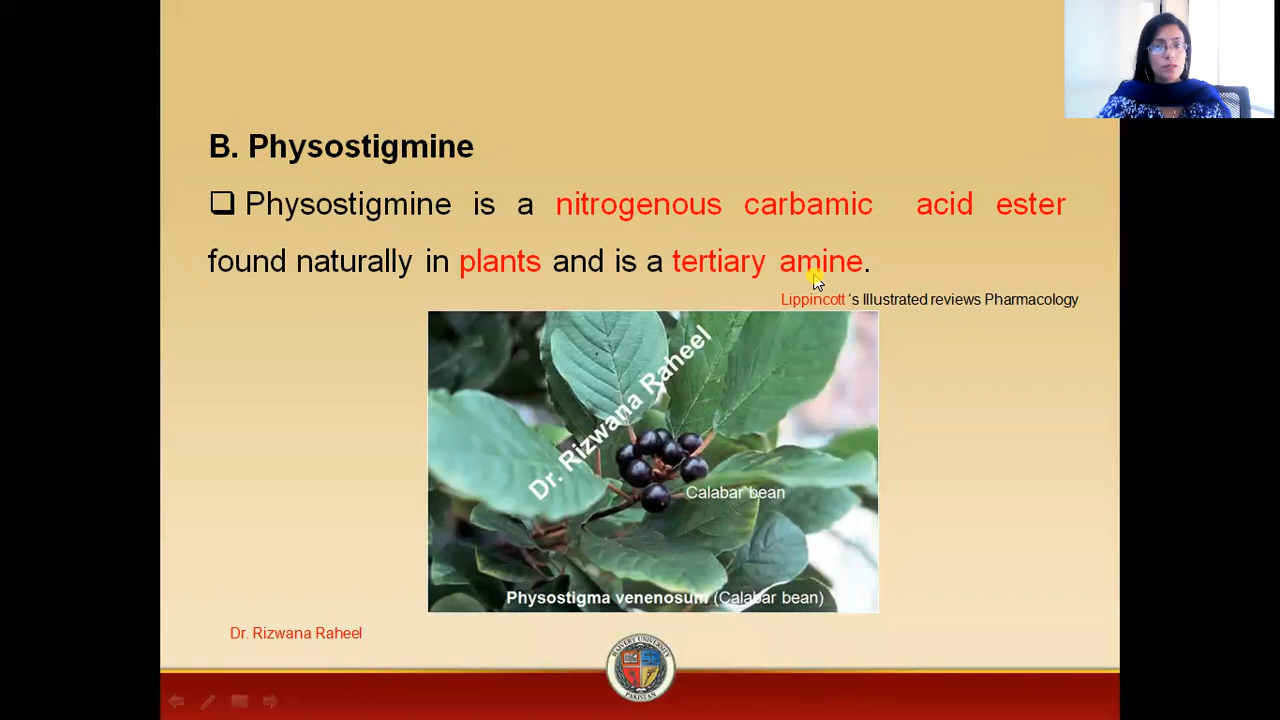 B. Physostigmine
❑ Physostigmine is a nitrogenous carbamic acid ester
found naturally in plants and is a tertiary amine.
Lippincott 's Illustrated reviews Pharmacology
Dr. Rizwana Raheel
Calabar bean
Physostigma venenosum (Calabar bean)
Dr. Rizwana Raheel
PAKISTAN